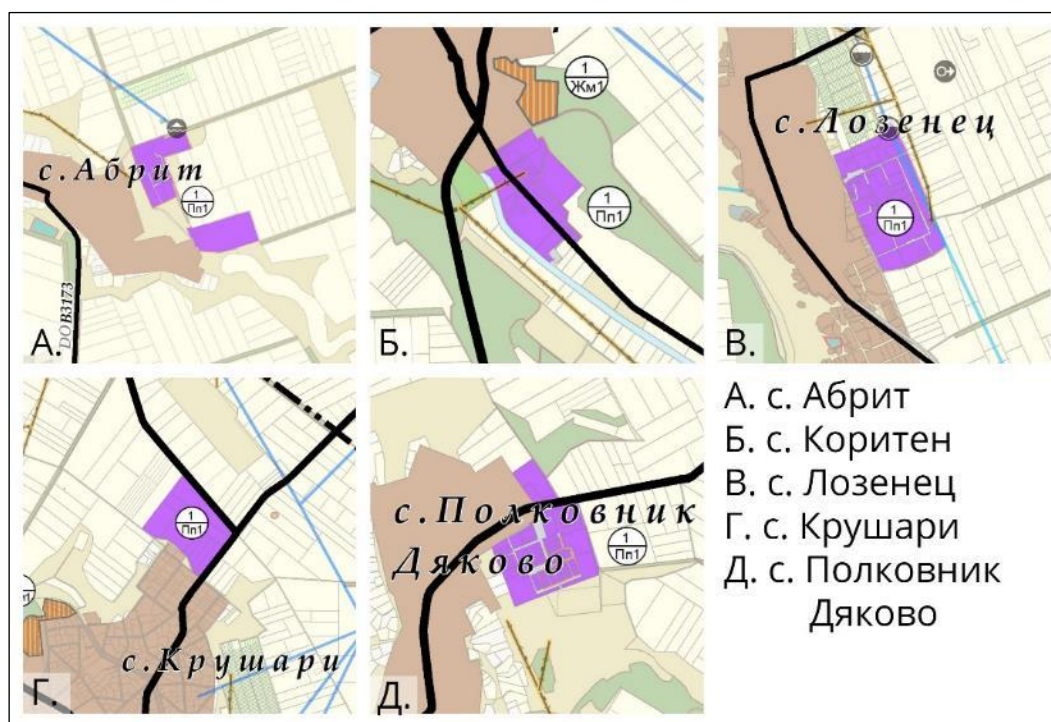 с. Абрит
1
Пп1
DOB3173
А.
1
Жм1
1
Пп1
Б.
с. Лозенец
1
Пп1
В.
1
Пп1
с. Крушари
Г.
с. Полковник
Дяково
1
Пп1
Д.
А. с. Абрит
Б. с. Коритен
В. с. Лозенец
Г. с. Крушари
Д. с. Полковник
Дяково